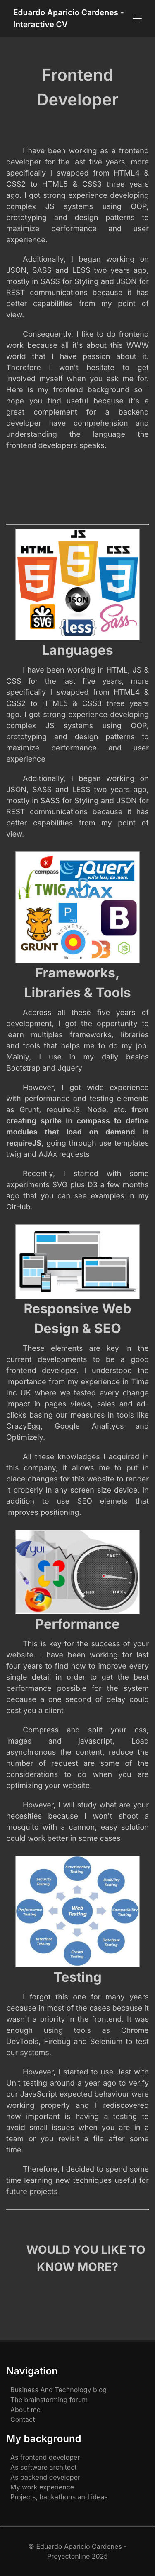 Eduardo Aparicio Cardenes -
Interactive CV
Frontend
Developer
I have been working as a frontend
developer for the last five years, more
specifically I swapped from HTML4 &
CSS2 to HTML5 & CSS3 three years
ago. I got strong experience developing
complex JS systems using OOP,
prototyping and design patterns to
maximize performance and user
experience.
Additionally, I began working on
JSON, SASS and LESS two years ago,
mostly in SASS for Styling and JSON for
REST communications because it has
better capabilities from my point of
view.
Consequently, I like to do frontend
work because all it's about this WWW
world that I have passion about it.
Therefore I won't hesitate to get
involved myself when you ask me for.
Here is my frontend background so i
hope you find useful because it's a
great complement for a backend
developer have comprehension and
understanding the language the
frontend developers speaks.
JS
HTML
CSS
5
5
3
JSON
SVG
{less}
Sass
Languages
I have been working in HTML, JS &
CSS for the last five years, more
specifically I swapped from HTML4 &
CSS2 to HTML5 & CSS3 three years
ago. I got strong experience developing
complex JS systems using OOP,
prototyping and design patterns to
maximize performance and user
experience
Additionally, I began working on
JSON, SASS and LESS two years ago,
mostly in SASS for Styling and JSON for
REST communications because it has
better capabilities from my point of
view.
compass
jQuery
write less, do more.
TWIG
AJAX
B
GRUNT
D3
Frameworks,
Libraries & Tools
Accross all these five years of
development, I got the opportunity to
learn multiples frameworks, libraries
and tools that helps me to do my job.
Mainly, I use in my daily basics
Bootstrap and Jquery
However, I got wide experience
with performance and testing elements
as Grunt, requireJS, Node, etc. from
creating sprite in compass to define
modules that load on demand in
requireJS, going through use templates
twig and AJAx requests
Recently, I started with some
experiments SVG plus D3 a few months
ago that you can see examples in my
GitHub.
Responsive Web
Design & SEO
These elements are key in the
current developments to be a good
frontend developer. I understood the
importance from my experience in Time
Inc UK where we tested every change
impact in pages views, sales and ad-
clicks basing our measures in tools like
CrazyEgg, Google Analitycs and
Optimizely.
All these knowledges I acquired in
this company, it allows me to put in
place changes for this website to render
it properly in any screen size device. In
addition to use SEO elemets that
improves positioning.
yui
FAST
MIN
MAX
Performance
This is key for the success of your
website. I have been working for last
four years to find how to improve every
single detail in order to get the best
performance possible for the system
because a one second of delay could
cost you a client
Compress and split your css,
images and javascript, Load
asynchronous the content, reduce the
number of request are some of the
considerations to do when you are
optimizing your website.
However, I will study what are your
necesities because I won't shoot a
mosquito with a cannon, easy solution
could work better in some cases
Functionality
Testing
Security
Testing
Usability
Testing
Performance
Testing
Web
Testing
Compatibility
Testing
Interface
Testing
Database
Testing
Crowd
Testing
Testing
I forgot this one for many years
because in most of the cases because it
wasn't a priority in the frontend. It was
enough using tools as Chrome
DevTools, Firebug and Selenium to test
our systems.
However, I started to use Jest with
Unit testing around a year ago to verify
our JavaScript expected behaviour were
working properly and I rediscovered
how important is having a testing to
avoid small issues when you are in a
team or you revisit a file after some
time.
Therefore, I decided to spend some
time learning new techniques useful for
future projects
WOULD YOU LIKE TO
KNOW MORE?
Navigation
Business And Technology blog
The brainstorming forum
About me
Contact
My background
As frontend developer
As software architect
As backend developer
My work experience
Projects, hackathons and ideas
© Eduardo Aparicio Cardenes -
Proyectonline 2025